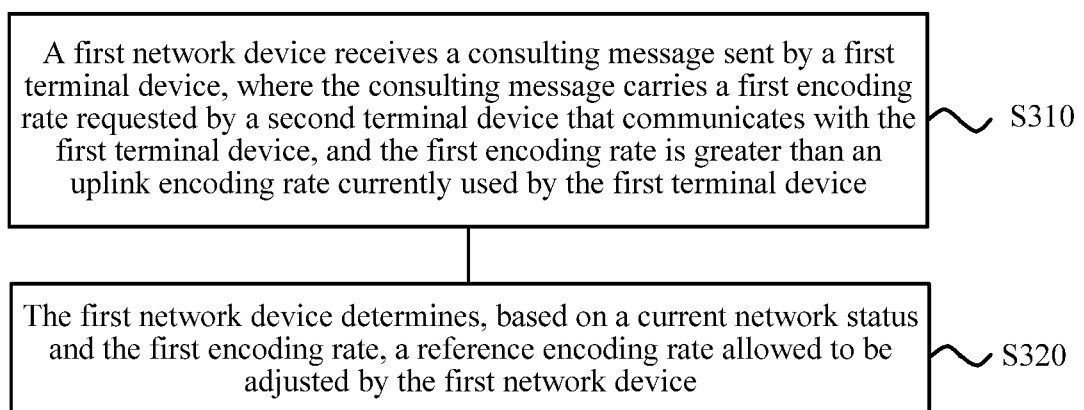 A first network device receives a consulting message sent by a first
terminal device, where the consulting message carries a first encoding
rate requested by a second terminal device that communicates with the
first terminal device, and the first encoding rate is greater than an
uplink encoding rate currently used by the first terminal device
S310
The first network device determines, based on a current network status
and the first encoding rate, a reference encoding rate allowed to be
adjusted by the first network device
S320